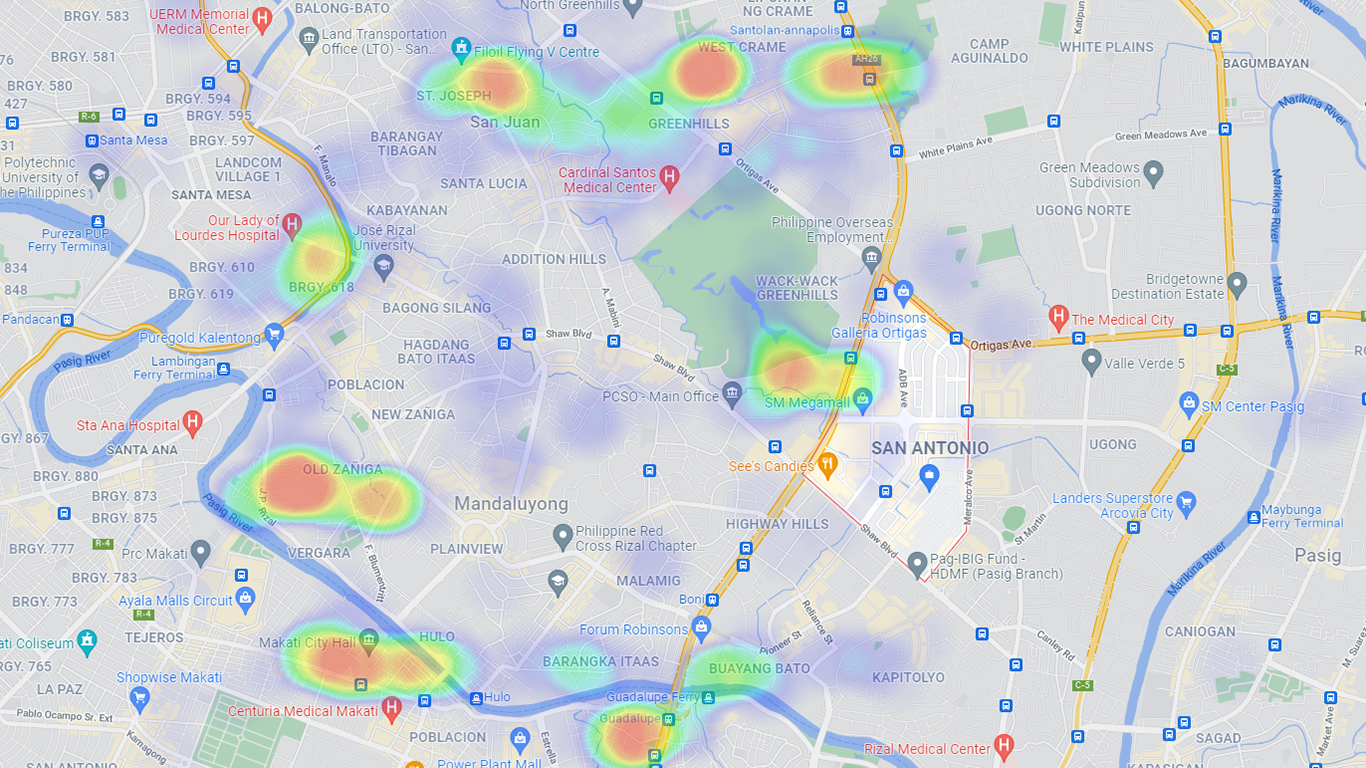 UERM Memorial
Medical Center
BALONG-BATO
North Greenhills
NG CRAME
Land Transportation
Office (LTO) - San...
Filoil Flying V Centre
WEST CRAME
Santolan-annapolis
AH26
CAMP
AGUINALDO
WHITE PLAINS
Katipun
BAGUMBAYAN
Marikina River
BRGY. 583
BRGY. 581
BRGY. 580
427
R-6
BRGY. 594
BRGY. 595
ST. JOSEPH
San Juan
GREENHILLS
31
Santa Mesa
BRGY. 597
BARANGAY
TIBAGAN
F. Manalo
White Plains Ave
Green Meadows Ave
Polytechnic
University of
he Philippines
LANDCOM
VILLAGE 1
SANTA MESA
SANTA LUCIA
Cardinal Santos
Medical Center
Ortigas Ave
Green Meadows
Subdivision
Marikina River
UGONG NORTE
Our Lady of
Lourdes Hospital
KABAYANAN
José Rizal
University
Pureza PUP
Ferry Terminal
Philippine Overseas
Employment...
834
848
BRGY. 610
BRGY. 619
BRGY. 618
ADDITION HILLS
WACK-WACK
GREENHILLS
Bridgetowne
Destination Estate
BAGONG SILANG
A. Mabini
Robinsons
Galleria Ortigas
The Medical City
Marikina River
Pandacan
Puregold Kalentong
Shaw Blvd
Ortigas Ave
RO
Pasig River
Lambingan
Ferry Terminal
HAGDANG
BATO ITAAS
Shaw Blvd
ADB Ave
Valle Verde 5
C-5
POBLACION
PCSO - Main Office
SM Megamall
SM Center Pasig
NEW ZAÑIGA
Sta Ana Hospital
GY. 867
SANTA ANA
SAN ANTONIO
UGONG
BRGY. 880
OLD ZAÑIGA
See's Candies
Meralco Ave
BRGY. 873
BRGY. 875
J.P. Rizal
Pasig River
Mandaluyong
HIGHWAY HILLS
Landers Superstore
Arcovia City
Maybunga
Ferry Terminal
BRGY. 777
R-4
Prc Makati
VERGARA
F. Blumentritt
PLAINVIEW
Philippine Red
Cross Rizal Chapter...
Shaw Blvd
St.Martin
Pasig
BRGY. 783
Pag-IBIG Fund -
HDMF (Pasig Branch)
Marikina River
MALAMIG
BRGY. 773
Ayala Malls Circuit
R-4
Boni
Reliance St
ati Coliseum
TEJEROS
Makati City Hall
HULO
Forum Robinsons
Pioneer St
Canley Rd
CANIOGAN
M. Suarez
BRGY. 765
BARANGKA ITAAS
BUAYANG BATO
KAPITOLYO
LA PAZ
Shopwise Makati
C-5
Hulo
Guadalupe Ferry
Pablo Ocampo Sr. Ext
Centuria Medical Makati
Guadalupe
Market Ave
Kamagong
POBLACION
Estrella
Rizal Medical Center
SAGAD
SAN ANTONIO
Power Plant Mall
KAPASIGAN